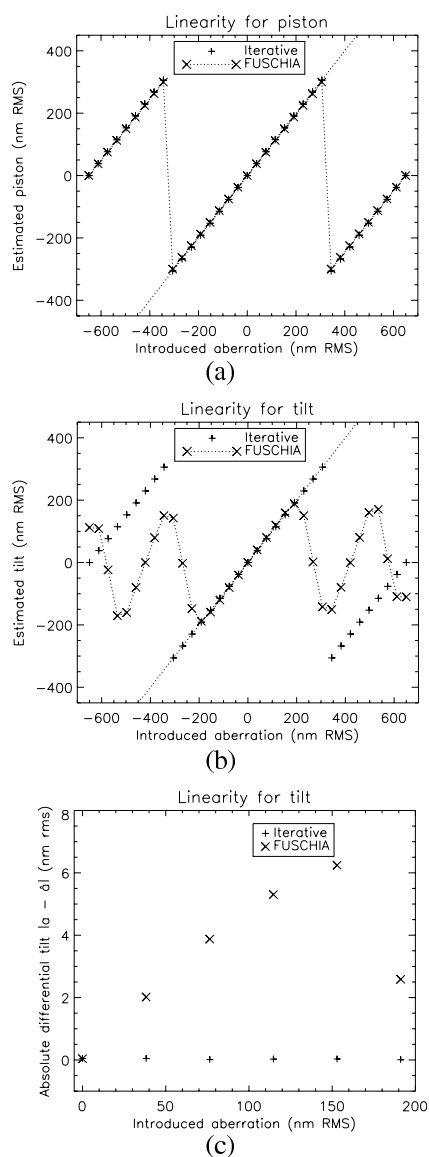 Linearity for piston
Iterative
FUSCHIA
Estimated piston (nm RMS)
400
200
0
-200
-400
-600 -400 -200 0 200 400 600
Introduced aberration (nm RMS)
(a)
Linearity for tilt
Iterative
FUSCHIA
Estimated tilt (nm RMS)
400
200
0
-200
-400
-600 -400 -200 0 200 400 600
Introduced aberration (nm RMS)
(b)
Linearity for tilt
Iterative
FUSCHIA
Absolute differential tilt |a - â| (nm rms)
8
6
4
2
0
0 50 100 150 200
Introduced aberration (nm RMS)
(c)